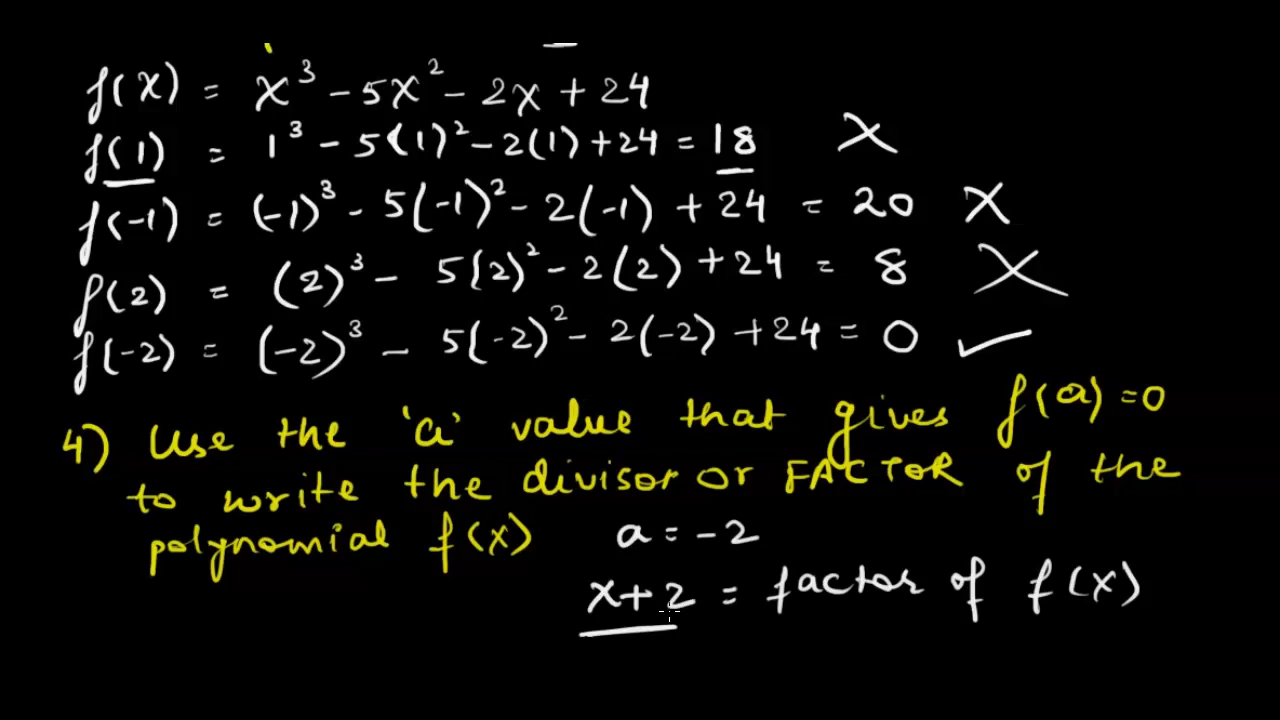 f(x) = x³ - 5x² - 2x + 24
f(1) = 1³ - 5(1)² - 2(1) + 24 = 18 X
f(-1) = (-1)³ - 5(-1)² - 2(-1) + 24 = 20 X
f(2) = (2)³ - 5(2)² - 2(2) + 24 = 8 X
f(-2) = (-2)³ - 5(-2)² - 2(-2) + 24 = 0 ✓
4) Use the 'a' value that gives f(a) = 0
to write the divisor or FACTOR of the
polynomial f(x) a = -2
x+2 = factor of f(x)